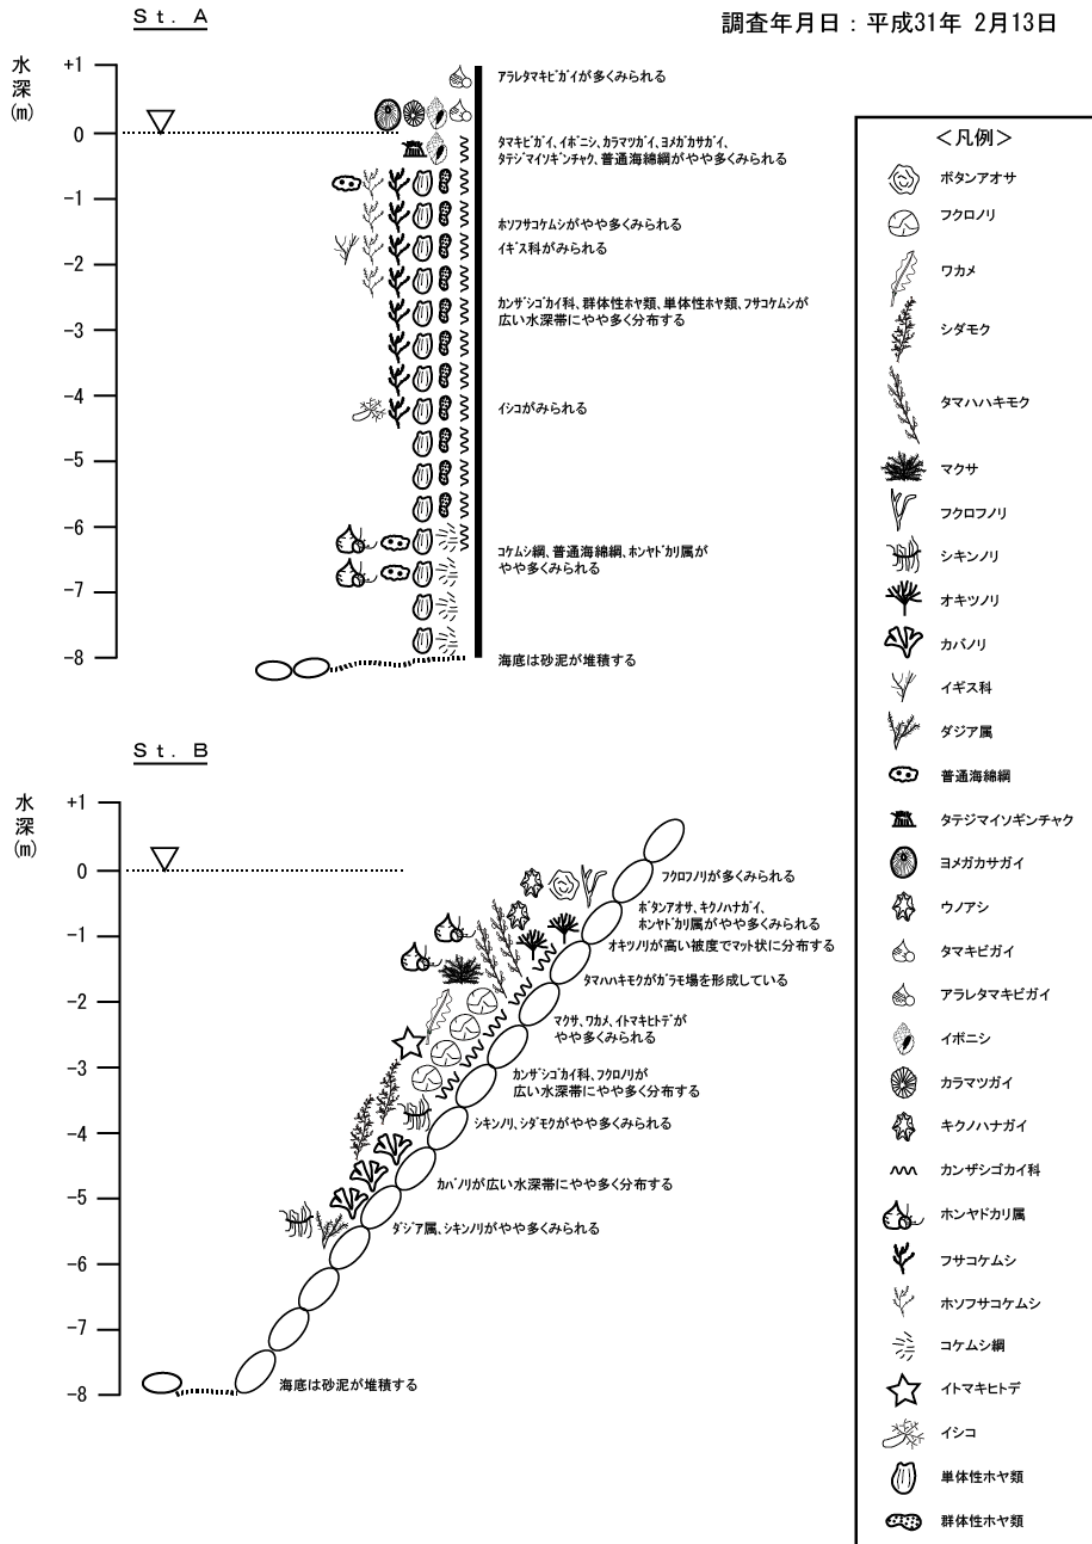 St. A
調査年月日：平成31年 2月13日
水深(m)
+1
0
-1
-2
-3
-4
-5
-6
-7
-8
アラレタマキビガイが多くみられる
タマキビガイ、イボニシ、カラマツガイ、ヨメガカサガイ、
タテジマイソギンチャク、普通海綿綱がやや多くみられる
ホソフサコケムシがやや多くみられる
イギス科がみられる
カンザシゴカイ科、群体性ホヤ類、単体性ホヤ類、フサコケムシが
広い水深帯にやや多く分布する
イシコがみられる
コケムシ綱、普通海綿綱、ホンヤドカリ属が
やや多くみられる
海底は砂泥が堆積する
St. B
水深(m)
+1
0
-1
-2
-3
-4
-5
-6
-7
-8
フクロフノリが多くみられる
ボタンアオサ、キクノハナガイ、
ホンヤドカリ属がやや多くみられる
オキツノリが高い被度でマット状に分布する
タマハハキモクがガラモ場を形成している
マクサ、ワカメ、イトマキヒトデが
やや多くみられる
カンザシゴカイ科、フクロノリが
広い水深帯にやや多く分布する
シキンノリ、シダモクがやや多くみられる
カバノリが広い水深帯にやや多く分布する
ダジア属、シキンノリがやや多くみられる
海底は砂泥が堆積する
＜凡例＞
ボタンアオサ
フクロノリ
ワカメ
シダモク
タマハハキモク
マクサ
フクロフノリ
シキンノリ
オキツノリ
カバノリ
イギス科
ダジア属
普通海綿綱
タテジマイソギンチャク
ヨメガカサガイ
ウノアシ
タマキビガイ
アラレタマキビガイ
イボニシ
カラマツガイ
キクノハナガイ
カンザシゴカイ科
ホンヤドカリ属
フサコケムシ
ホソフサコケムシ
コケムシ綱
イトマキヒトデ
イシコ
単体性ホヤ類
群体性ホヤ類